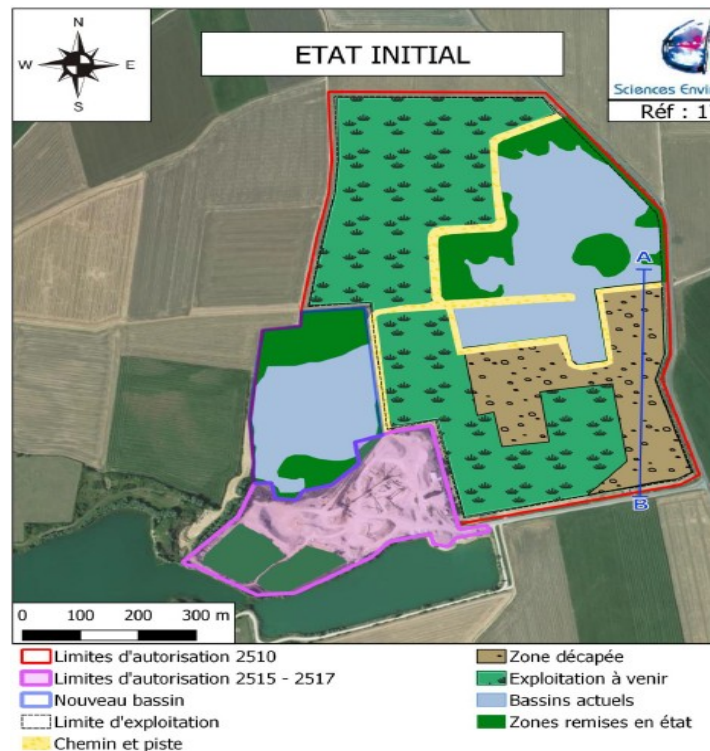 N
W E
S
ETAT INITIAL
Sciences Envi
Réf : 1
A
B
0 100 200 300 m
Limites d'autorisation 2510
Limites d'autorisation 2515 - 2517
Nouveau bassin
Limite d'exploitation
Chemin et piste
Zone décapée
Exploitation à venir
Bassins actuels
Zones remises en état